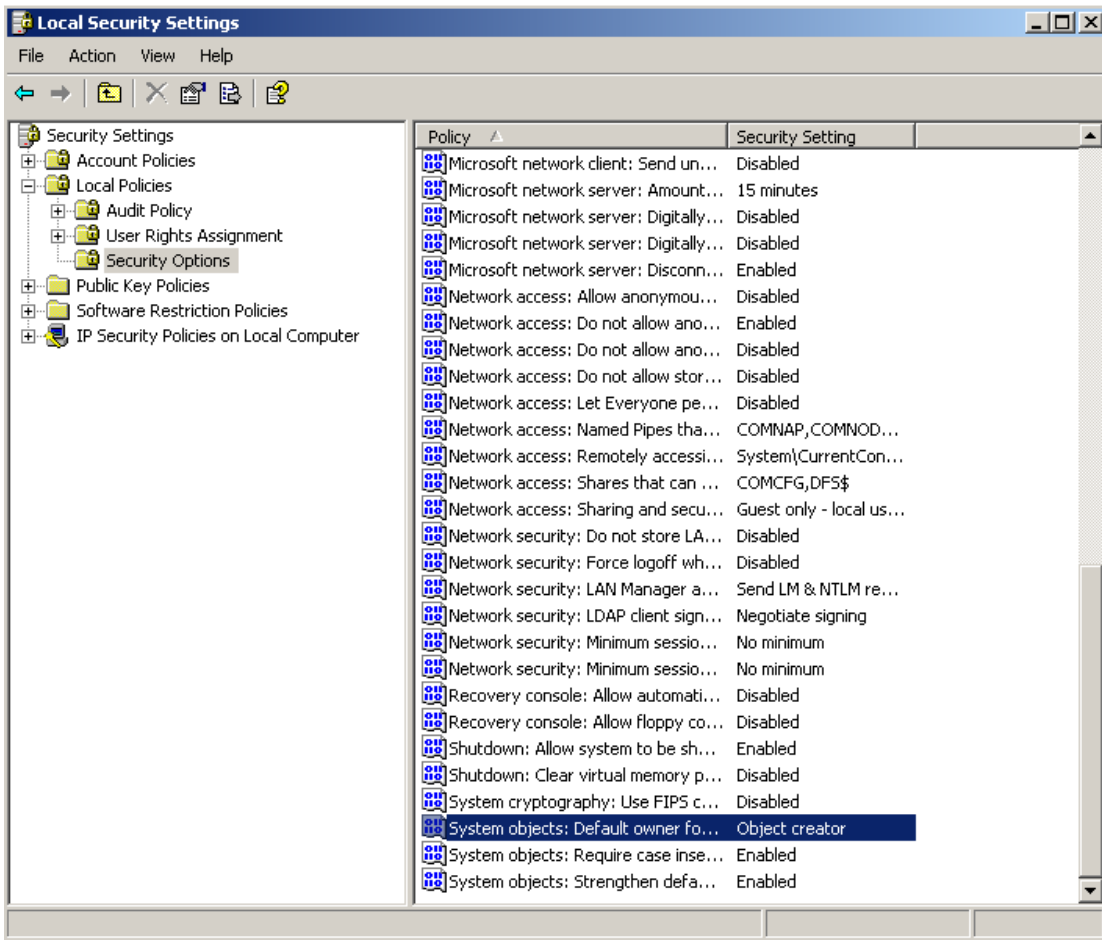 Local Security Settings
File Action View Help
Security Settings
Account Policies
Local Policies
Audit Policy
User Rights Assignment
Security Options
Public Key Policies
Software Restriction Policies
IP Security Policies on Local Computer
Policy Security Setting
Microsoft network client: Send un... Disabled
Microsoft network server: Amount... 15 minutes
Microsoft network server: Digitally... Disabled
Microsoft network server: Digitally... Disabled
Microsoft network server: Disconn... Enabled
Network access: Allow anonymou... Disabled
Network access: Do not allow ano... Enabled
Network access: Do not allow ano... Disabled
Network access: Do not allow stor... Disabled
Network access: Let Everyone pe... Disabled
Network access: Named Pipes tha... COMNAP,COMNOD...
Network access: Remotely accessi... System\CurrentCon...
Network access: Shares that can ... COMCFG,DFS$
Network access: Sharing and secu... Guest only - local us...
Network security: Do not store LA... Disabled
Network security: Force logoff wh... Disabled
Network security: LAN Manager a... Send LM & NTLM re...
Network security: LDAP client sign... Negotiate signing
Network security: Minimum sessio... No minimum
Network security: Minimum sessio... No minimum
Recovery console: Allow automati... Disabled
Recovery console: Allow floppy co... Disabled
Shutdown: Allow system to be sh... Enabled
Shutdown: Clear virtual memory p... Disabled
System cryptography: Use FIPS c... Disabled
System objects: Default owner fo... Object creator
System objects: Require case inse... Enabled
System objects: Strengthen defa... Enabled